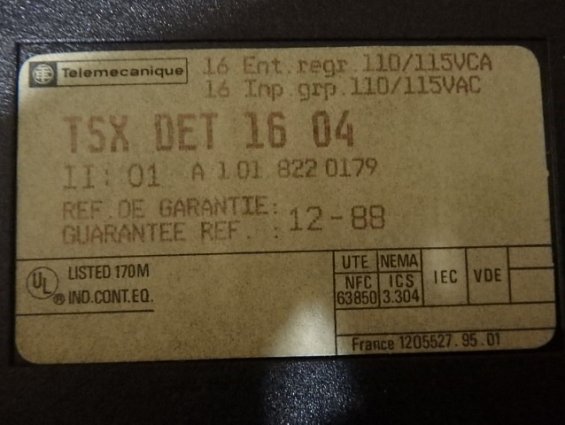 Telemecanique
16 Ent.regr.110/115VCA
16 Inp.grp.110/115VAC
TSX DET 16 04
II: 01 A 101 822 0179
REF.DE GARANTIE:
GUARANTEE REF. : 12-88
UL ® LISTED 170M
IND.CONT.EQ.
UTE NEMA IEC VDE
NFC ICS
63850 3.304
France 1205527.95.01